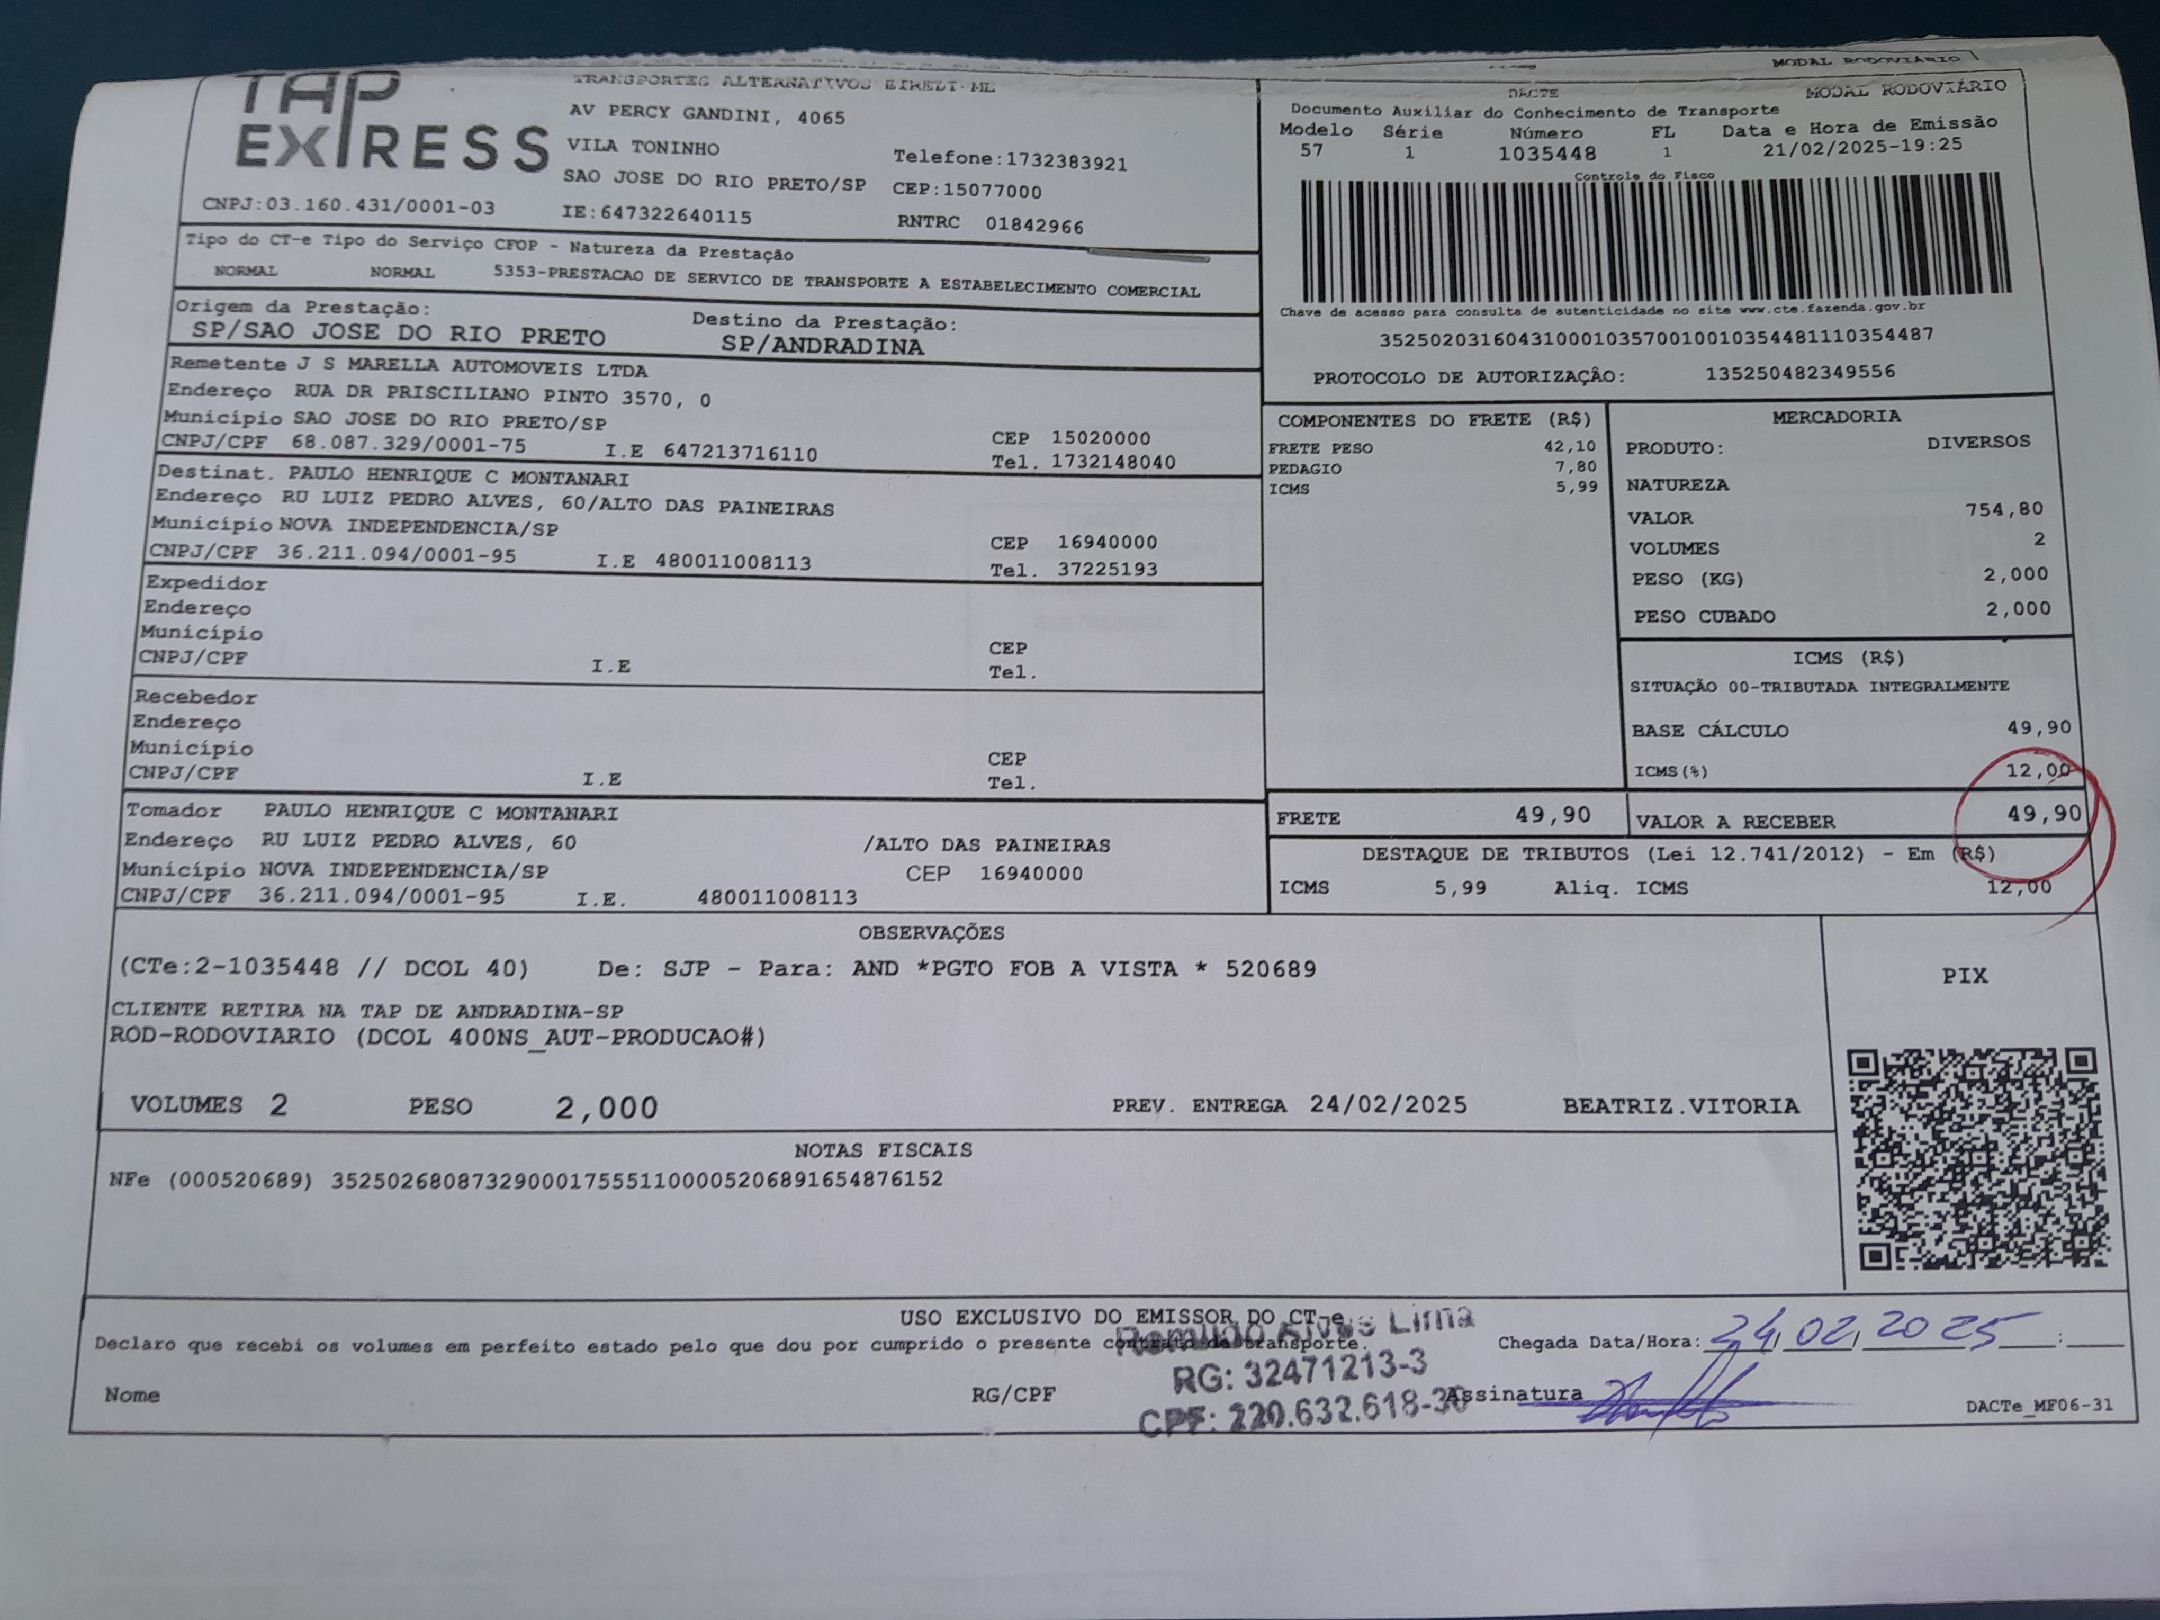 TAP
EXPRESS
TRANSPORTES ALTERNATIVOS EIRELI-ME
AV PERCY GANDINI, 4065
VILA TONINHO Telefone:1732383921
SAO JOSE DO RIO PRETO/SP CEP:15077000
CNPJ:03.160.431/0001-03 IE:647322640115 RNTRC 01842966
MODAL RODOVIÁRIO
DACTE MODAL RODOVIÁRIO
Documento Auxiliar do Conhecimento de Transporte
Modelo Série Número FL Data e Hora de Emissão
57 1 1035448 1 21/02/2025-19:25
Controle do Fisco
Chave de acesso para consulta de autenticidade no site www.cte.fazenda.gov.br
35250203160431000103570010010354481110354487
PROTOCOLO DE AUTORIZAÇÃO: 135250482349556
Tipo do CT-e Tipo do Serviço CFOP - Natureza da Prestação
NORMAL NORMAL 5353-PRESTACAO DE SERVICO DE TRANSPORTE A ESTABELECIMENTO COMERCIAL
Origem da Prestação: Destino da Prestação:
SP/SAO JOSE DO RIO PRETO SP/ANDRADINA
Remetente J S MARELLA AUTOMOVEIS LTDA
Endereço RUA DR PRISCILIANO PINTO 3570, 0
Município SAO JOSE DO RIO PRETO/SP CEP 15020000
CNPJ/CPF 68.087.329/0001-75 I.E 647213716110 Tel. 1732148040
Destinat. PAULO HENRIQUE C MONTANARI
Endereço RU LUIZ PEDRO ALVES, 60/ALTO DAS PAINEIRAS
Município NOVA INDEPENDENCIA/SP CEP 16940000
CNPJ/CPF 36.211.094/0001-95 I.E 480011008113 Tel. 37225193
Expedidor
Endereço
Município CEP
CNPJ/CPF I.E Tel.
Recebedor
Endereço
Município CEP
CNPJ/CPF I.E Tel.
Tomador PAULO HENRIQUE C MONTANARI
Endereço RU LUIZ PEDRO ALVES, 60 /ALTO DAS PAINEIRAS
Município NOVA INDEPENDENCIA/SP CEP 16940000
CNPJ/CPF 36.211.094/0001-95 I.E. 480011008113
COMPONENTES DO FRETE (R$)
FRETE PESO 42,10
PEDAGIO 7,80
ICMS 5,99
MERCADORIA
PRODUTO: DIVERSOS
NATUREZA
VALOR 754,80
VOLUMES 2
PESO (KG) 2,000
PESO CUBADO 2,000
ICMS (R$)
SITUAÇÃO 00-TRIBUTADA INTEGRALMENTE
BASE CÁLCULO 49,90
ICMS(%) 12,00
FRETE 49,90 VALOR A RECEBER 49,90
DESTAQUE DE TRIBUTOS (Lei 12.741/2012) - Em (R$)
ICMS 5,99 Aliq. ICMS 12,00
OBSERVAÇÕES
(CTe:2-1035448 // DCOL 40) De: SJP - Para: AND *PGTO FOB A VISTA * 520689
CLIENTE RETIRA NA TAP DE ANDRADINA-SP
ROD-RODOVIARIO (DCOL 400NS_AUT-PRODUCAO#)
VOLUMES 2 PESO 2,000 PREV. ENTREGA 24/02/2025 BEATRIZ.VITORIA
PIX
NOTAS FISCAIS
NFe (000520689) 35250268087329000175551100005206891654876152
USO EXCLUSIVO DO EMISSOR DO CT-e
Declaro que recebi os volumes em perfeito estado pelo que dou por cumprido o presente contrato de transporte.
Alves Lima
RG: 32471213-3
CPF: 220.632.618-30
Chegada Data/Hora: 24/02/2025 :
Nome RG/CPF Assinatura
DACTe_MF06-31